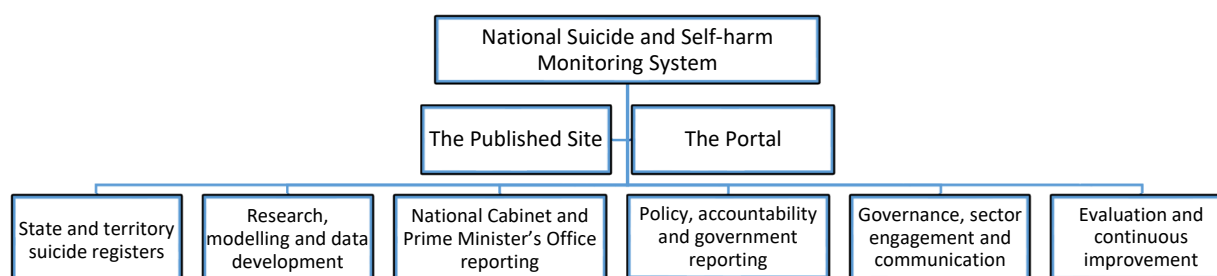 National Suicide and Self-harm
Monitoring System
The Published Site
The Portal
State and territory
suicide registers
Research,
modelling and data
development
National Cabinet and
Prime Minister’s Office
reporting
Policy, accountability
and government
reporting
Governance, sector
engagement and
communication
Evaluation and
continuous
improvement